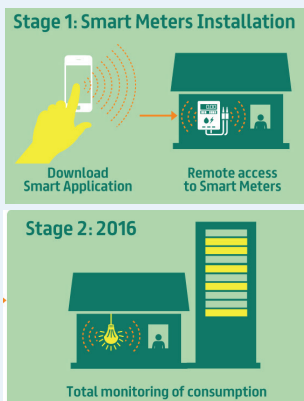 Stage 1: Smart Meters Installation
Download
Smart Application
Remote access
to Smart Meters
Stage 2: 2016
Total monitoring of consumption